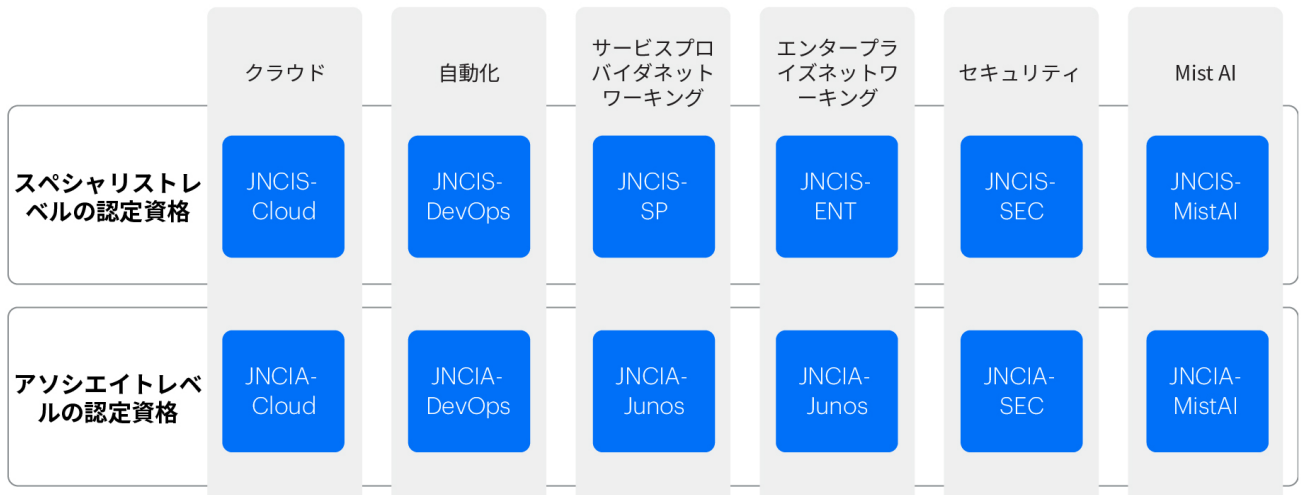 クラウド
自動化
サービスプロ
バイダネット
ワーキング
エンタープラ
イズネットワ
ーキング
セキュリティ
Mist AI
スペシャリストレ
ベルの認定資格
JNCIS-
Cloud
JNCIS-
DevOps
JNCIS-
SP
JNCIS-
ENT
JNCIS-
SEC
JNCIS-
MistAI
アソシエイトレベ
ルの認定資格
JNCIA-
Cloud
JNCIA-
DevOps
JNCIA-
Junos
JNCIA-
Junos
JNCIA-
SEC
JNCIA-
MistAI